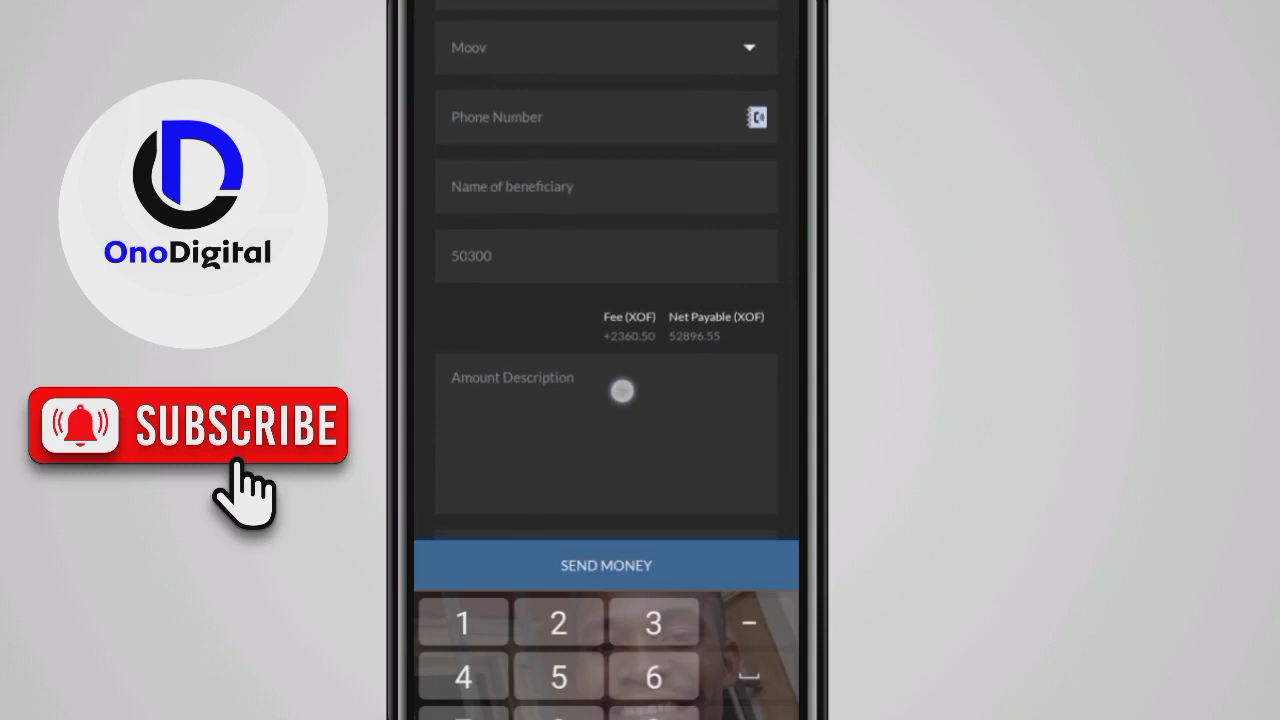 OnoDigital
SUBSCRIBE
Moov
Phone Number
Name of beneficiary
50300
Fee (XOF) Net Payable (XOF)
+2360.50 52896.55
Amount Description
SEND MONEY
1 2 3 -
4 5 6